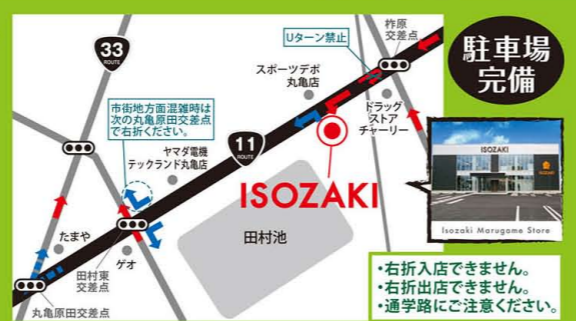 33
ROUTE
Uターン禁止
柞原
交差点
駐車場
完備
スポーツデポ
丸亀店
市街地方面混雑時は
次の丸亀原田交差点
で右折ください。
ドラッグ
ストア
チャーリー
11
ROUTE
ヤマダ電機
テックランド丸亀店
ISOZAKI
ISOZAKI
Isozaki Marugame Store
田村池
たまや
ゲオ
田村東
交差点
丸亀原田交差点
・右折入店できません。
・右折出店できません。
・通学路にご注意ください。